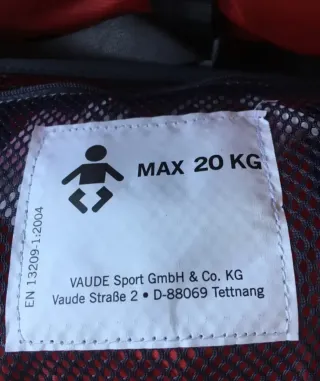 MAX 20 KG
EN 13209-1:2004
VAUDE Sport GmbH & Co. KG
Vaude Straße 2 • D-88069 Tettnang